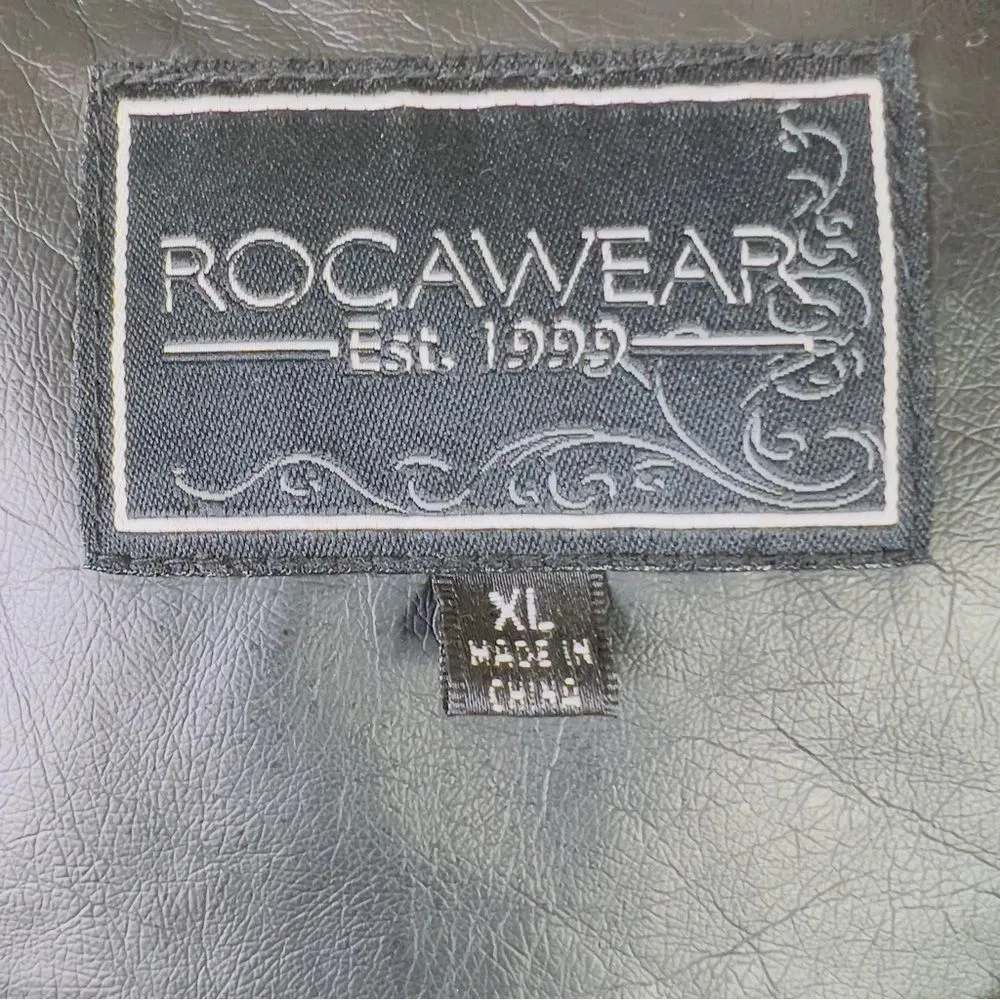 ROCAWEAR
Est. 1999
XL
MADE IN
CHINA